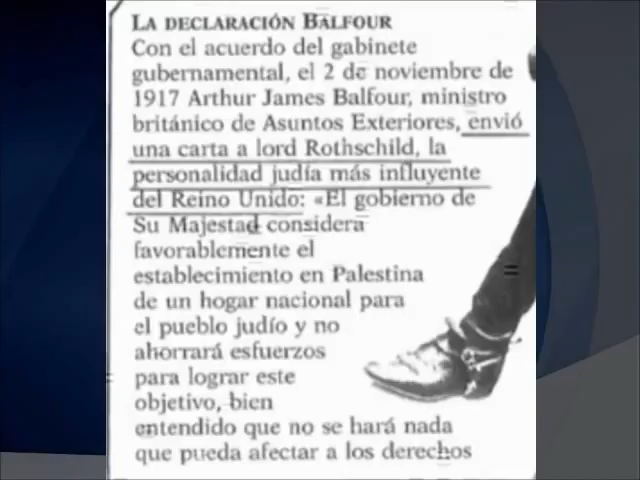 LA DECLARACIÓN BALFOUR
Con el acuerdo del gabinete
gubernamental, el 2 de noviembre de
1917 Arthur James Balfour, ministro
británico de Asuntos Exteriores, envió
una carta a lord Rothschild, la
personalidad judía más influyente
del Reino Unido: «El gobierno de
Su Majestad considera
favorablemente el
establecimiento en Palestina
de un hogar nacional para
el pueblo judío y no
ahorrará esfuerzos
para lograr este
objetivo, bien
entendido que no se hará nada
que pueda afectar a los derechos